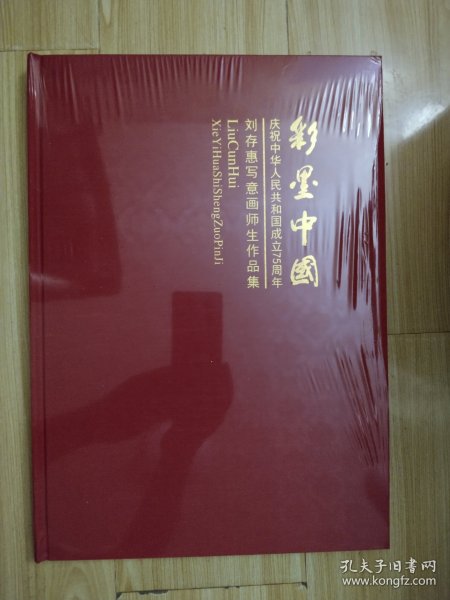 彩墨中國
庆祝中华人民共和国成立75周年
刘存惠写意画师生作品集
LiuCunHui
XieYiHuaShiShengZuoPinJi
孔夫子旧书网
www.kongfz.com